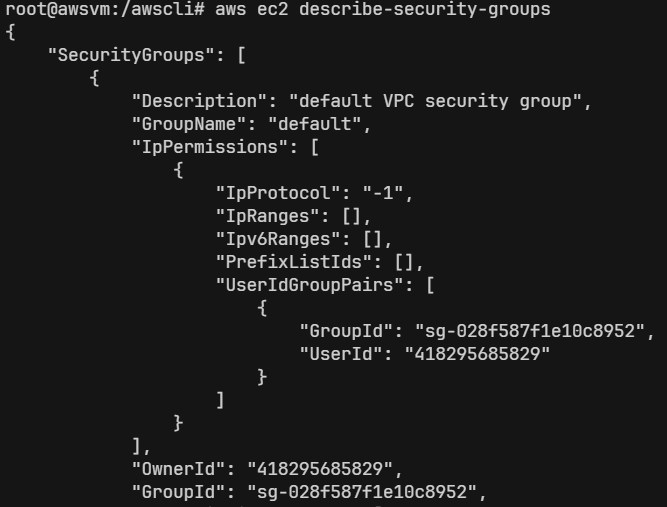 root@awsvm:/awscli# aws ec2 describe-security-groups
{
    "SecurityGroups": [
        {
            "Description": "default VPC security group",
            "GroupName": "default",
            "IpPermissions": [
                {
                    "IpProtocol": "-1",
                    "IpRanges": [],
                    "Ipv6Ranges": [],
                    "PrefixListIds": [],
                    "UserIdGroupPairs": [
                        {
                            "GroupId": "sg-028f587f1e10c8952",
                            "UserId": "418295685829"
                        }
                    ]
                }
            ],
            "OwnerId": "418295685829",
            "GroupId": "sg-028f587f1e10c8952",